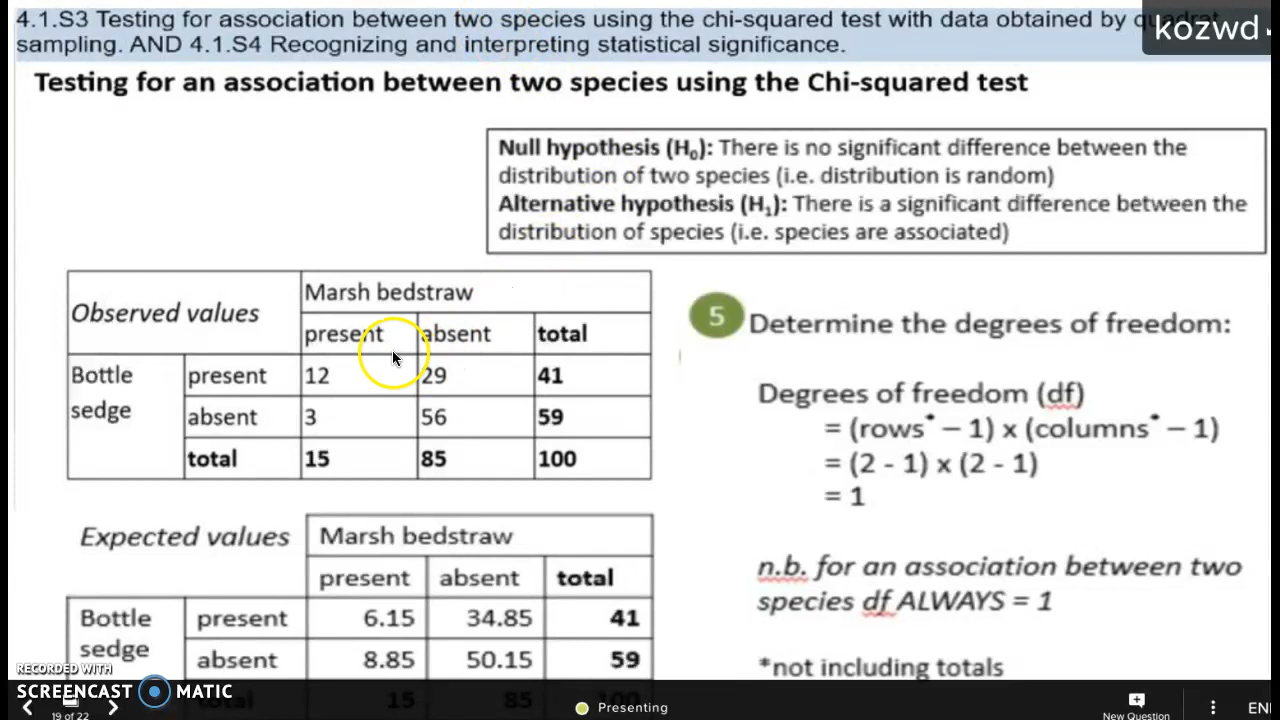 4.1.S3 Testing for association between two species using the chi-squared test with data obtained by quadrat
sampling. AND 4.1.S4 Recognizing and interpreting statistical significance.
kozwd
Testing for an association between two species using the Chi-squared test
Null hypothesis (H₀): There is no significant difference between the
distribution of two species (i.e. distribution is random)
Alternative hypothesis (H₁): There is a significant difference between the
distribution of species (i.e. species are associated)
Observed values
Marsh bedstraw
present absent total
Bottle sedge
present 12 29 41
absent 3 56 59
total 15 85 100
Expected values
Marsh bedstraw
present absent total
Bottle sedge
present 6.15 34.85 41
absent 8.85 50.15 59
total 15 85 100
5 Determine the degrees of freedom:
Degrees of freedom (df)
= (rows* – 1) x (columns* – 1)
= (2 - 1) x (2 - 1)
= 1
n.b. for an association between two
species df ALWAYS = 1
*not including totals
RECORDED WITH
SCREENCAST MATIC
19 of 22
Presenting
New Question